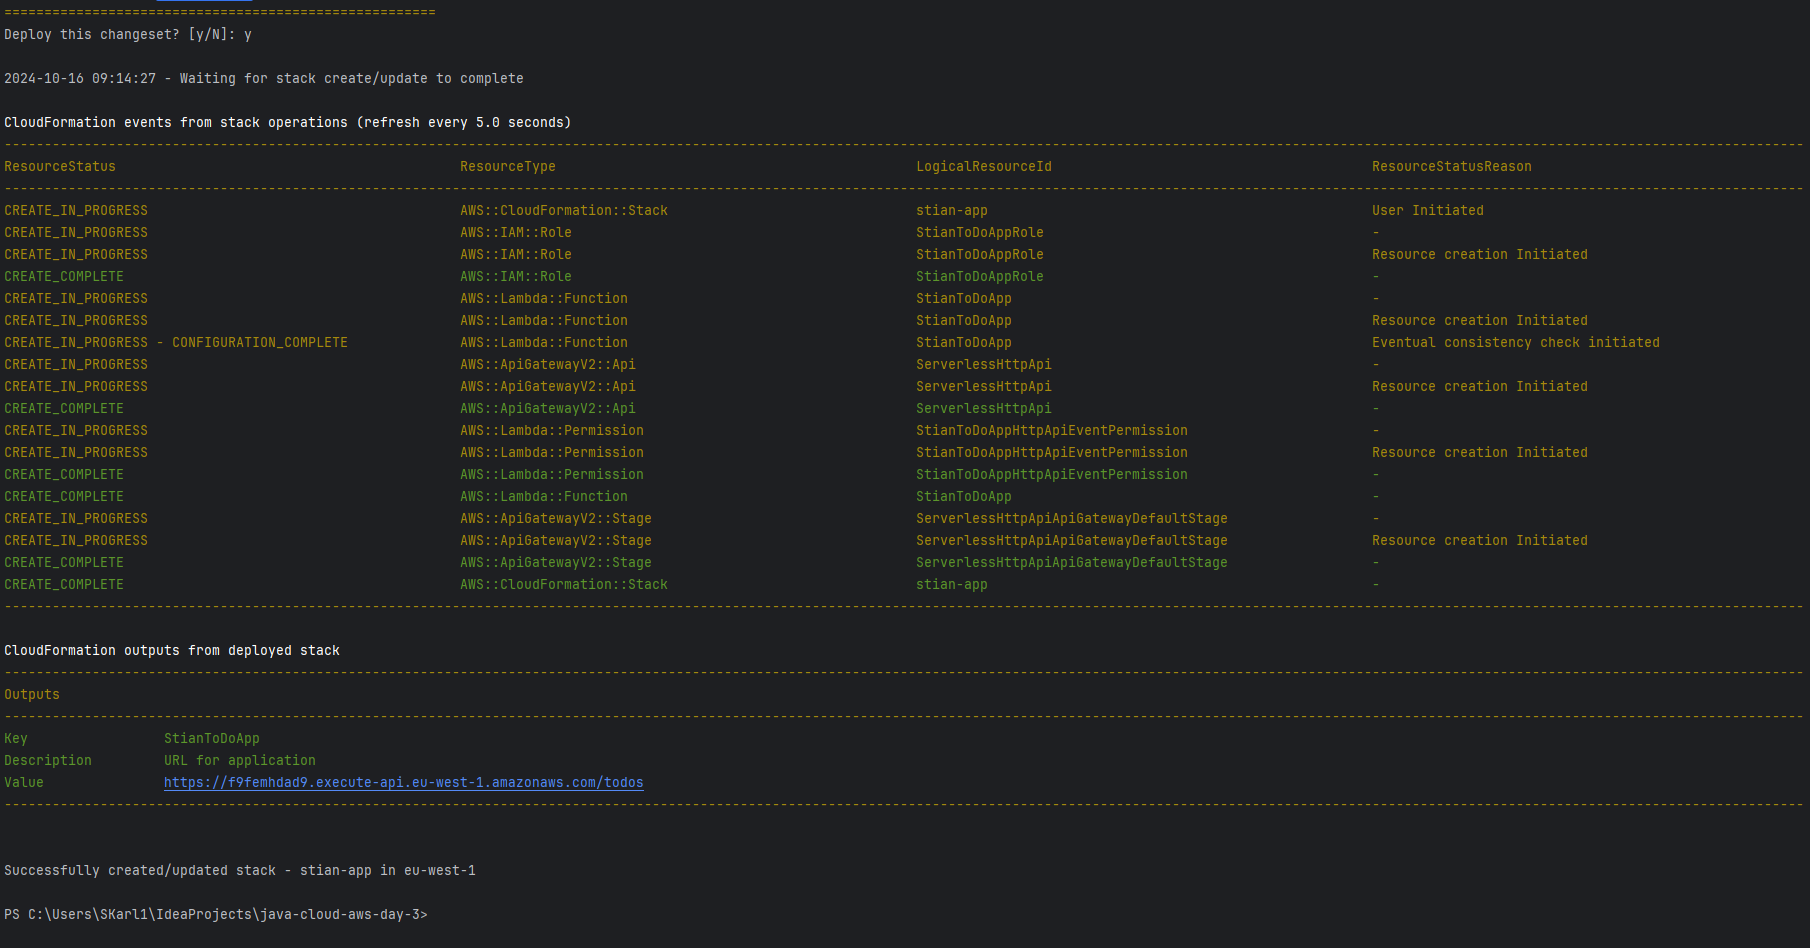 ======================================================
Deploy this changeset? [y/N]: y
2024-10-16 09:14:27 - Waiting for stack create/update to complete
CloudFormation events from stack operations (refresh every 5.0 seconds)
ResourceStatus ResourceType LogicalResourceId ResourceStatusReason
CREATE_IN_PROGRESS AWS::CloudFormation::Stack stian-app User Initiated
CREATE_IN_PROGRESS AWS::IAM::Role StianToDoAppRole -
CREATE_IN_PROGRESS AWS::IAM::Role StianToDoAppRole Resource creation Initiated
CREATE_COMPLETE AWS::IAM::Role StianToDoAppRole -
CREATE_IN_PROGRESS AWS::Lambda::Function StianToDoApp -
CREATE_IN_PROGRESS AWS::Lambda::Function StianToDoApp Resource creation Initiated
CREATE_IN_PROGRESS - CONFIGURATION_COMPLETE AWS::Lambda::Function StianToDoApp Eventual consistency check initiated
CREATE_IN_PROGRESS AWS::ApiGatewayV2::Api ServerlessHttpApi -
CREATE_IN_PROGRESS AWS::ApiGatewayV2::Api ServerlessHttpApi Resource creation Initiated
CREATE_COMPLETE AWS::ApiGatewayV2::Api ServerlessHttpApi -
CREATE_IN_PROGRESS AWS::Lambda::Permission StianToDoAppHttpApiEventPermission -
CREATE_IN_PROGRESS AWS::Lambda::Permission StianToDoAppHttpApiEventPermission Resource creation Initiated
CREATE_COMPLETE AWS::Lambda::Permission StianToDoAppHttpApiEventPermission -
CREATE_COMPLETE AWS::Lambda::Function StianToDoApp -
CREATE_IN_PROGRESS AWS::ApiGatewayV2::Stage ServerlessHttpApiApiGatewayDefaultStage -
CREATE_IN_PROGRESS AWS::ApiGatewayV2::Stage ServerlessHttpApiApiGatewayDefaultStage Resource creation Initiated
CREATE_COMPLETE AWS::ApiGatewayV2::Stage ServerlessHttpApiApiGatewayDefaultStage -
CREATE_COMPLETE AWS::CloudFormation::Stack stian-app -
CloudFormation outputs from deployed stack
Outputs
Key StianToDoApp
Description URL for application
Value https://f9femhdad9.execute-api.eu-west-1.amazonaws.com/todos
Successfully created/updated stack - stian-app in eu-west-1
PS C:\Users\SKarl1\IdeaProjects\java-cloud-aws-day-3>